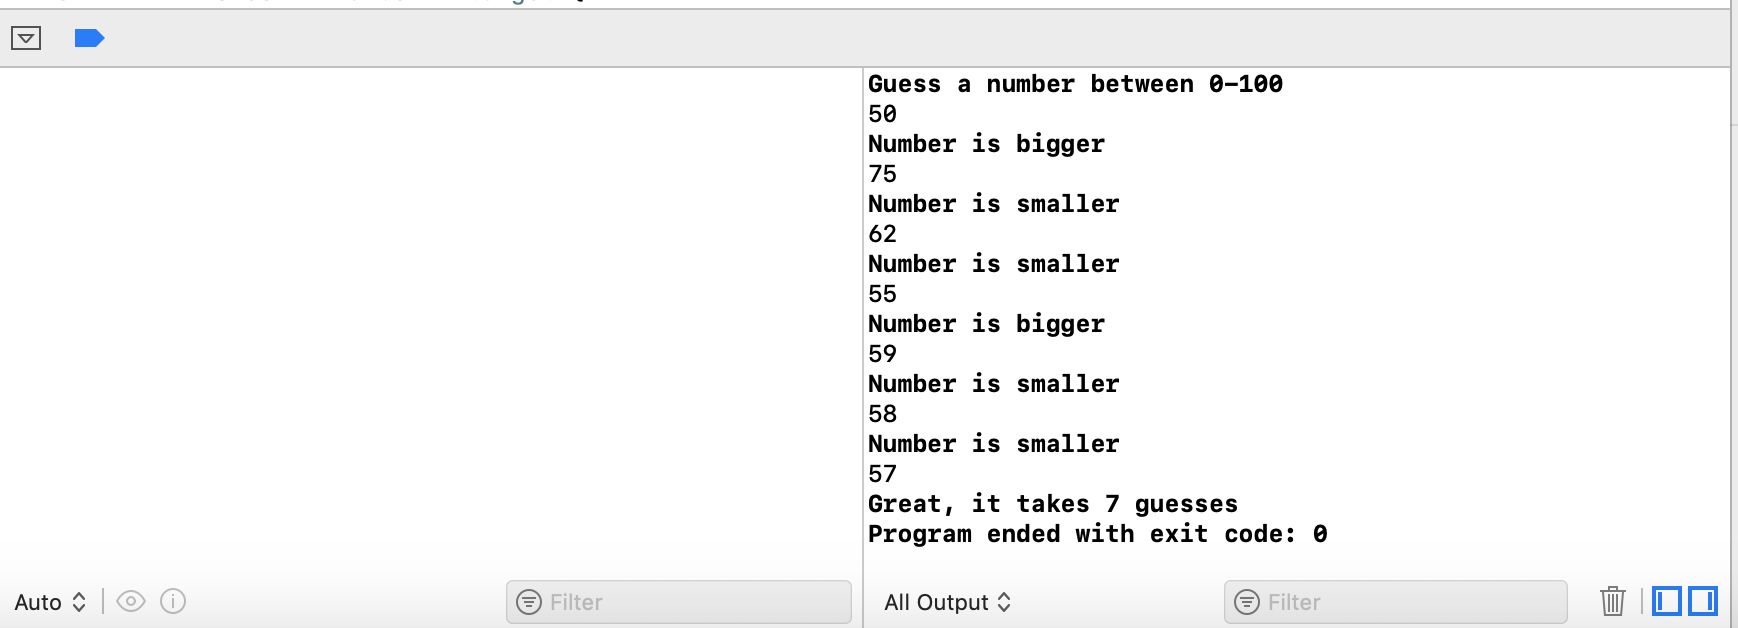 Guess a number between 0-100
50
Number is bigger
75
Number is smaller
62
Number is smaller
55
Number is bigger
59
Number is smaller
58
Number is smaller
57
Great, it takes 7 guesses
Program ended with exit code: 0
Auto
Filter
All Output
Filter